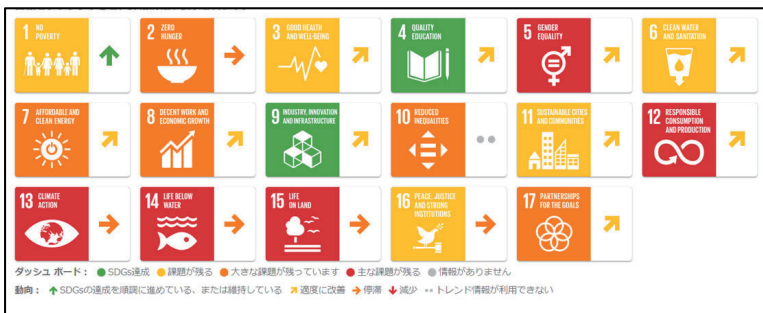 1 NO POVERTY
2 ZERO HUNGER
3 GOOD HEALTH AND WELL-BEING
4 QUALITY EDUCATION
5 GENDER EQUALITY
6 CLEAN WATER AND SANITATION
7 AFFORDABLE AND CLEAN ENERGY
8 DECENT WORK AND ECONOMIC GROWTH
9 INDUSTRY, INNOVATION AND INFRASTRUCTURE
10 REDUCED INEQUALITIES
11 SUSTAINABLE CITIES AND COMMUNITIES
12 RESPONSIBLE CONSUMPTION AND PRODUCTION
13 CLIMATE ACTION
14 LIFE BELOW WATER
15 LIFE ON LAND
16 PEACE, JUSTICE AND STRONG INSTITUTIONS
17 PARTNERSHIPS FOR THE GOALS
ダッシュ ボード： ●SDGs達成 ●課題が残る ●大きな課題が残っています ●主な課題が残る ●情報がありません
動向： ↑SDGsの達成を順調に進めている、または維持している ↗適度に改善 →停滞 ↓減少 •• トレンド情報が利用できない